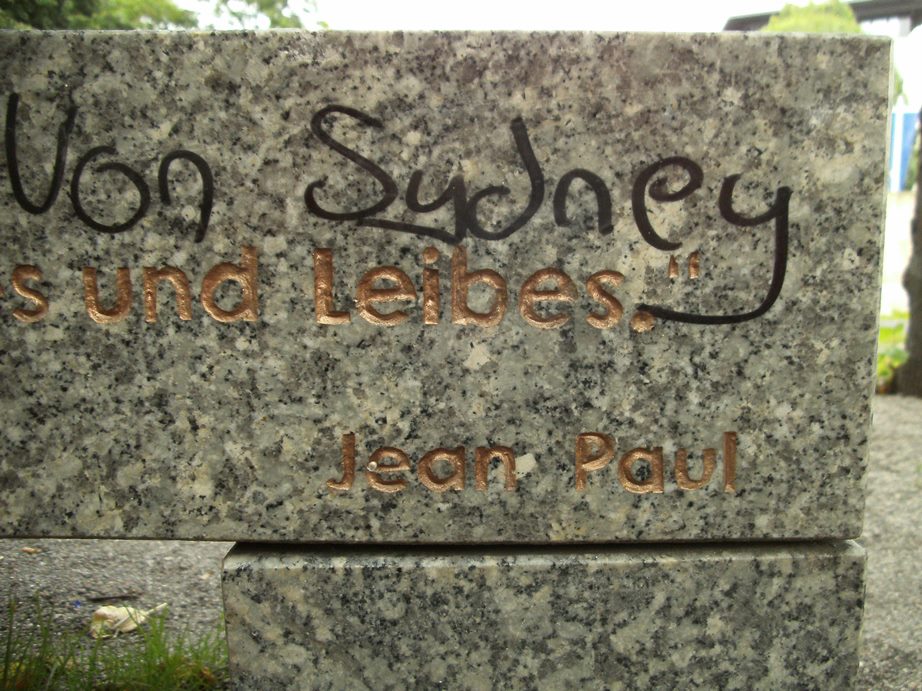 Von Sydney
s und Leibes."
Jean Paul